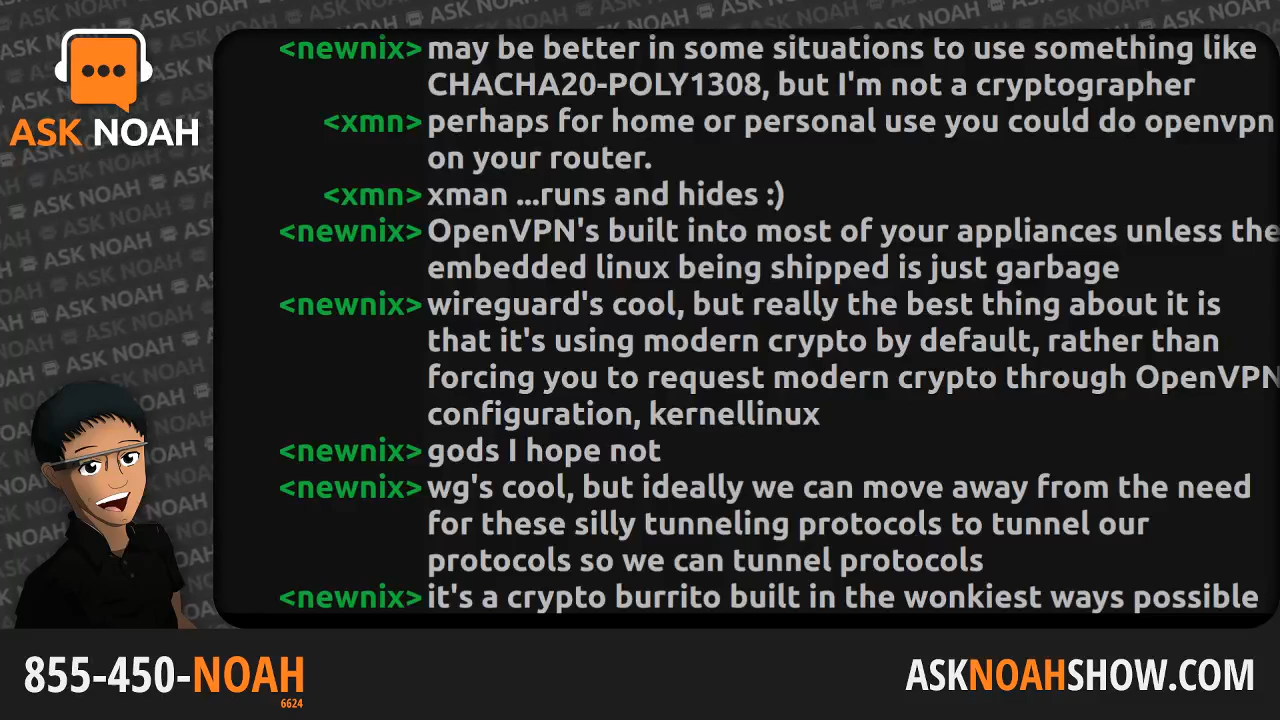 ASK NOAH
<newnix> may be better in some situations to use something like
CHACHA20-POLY1308, but I'm not a cryptographer
<xmn> perhaps for home or personal use you could do openvpn
on your router.
<xmn> xman ...runs and hides :)
<newnix> OpenVPN's built into most of your appliances unless the
embedded linux being shipped is just garbage
<newnix> wireguard's cool, but really the best thing about it is
that it's using modern crypto by default, rather than
forcing you to request modern crypto through OpenVPN
configuration, kernellinux
<newnix> gods I hope not
<newnix> wg's cool, but ideally we can move away from the need
for these silly tunneling protocols to tunnel our
protocols so we can tunnel protocols
<newnix> it's a crypto burrito built in the wonkiest ways possible
855-450-NOAH
6624
ASKNOAHSHOW.COM